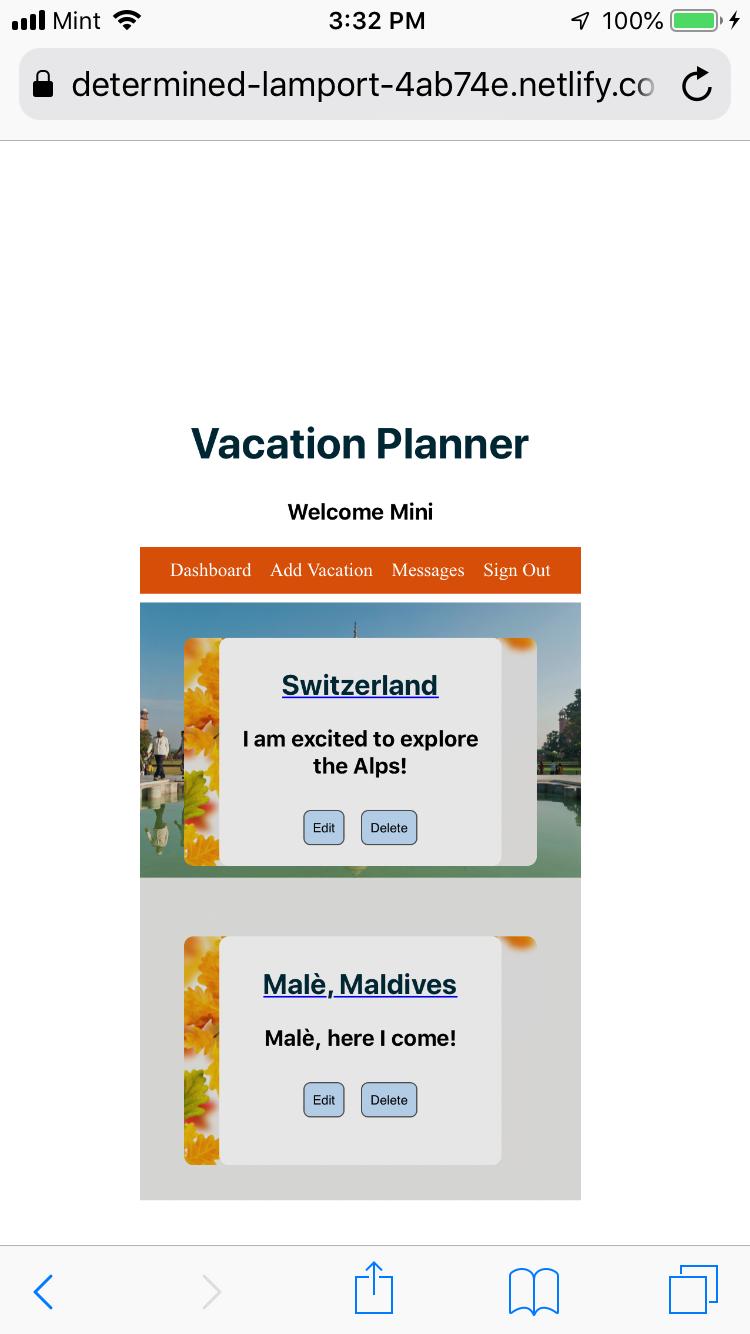 Mint 3:32 PM 100%
determined-lamport-4ab74e.netlify.co
Vacation Planner
Welcome Mini
Dashboard Add Vacation Messages Sign Out
Switzerland
I am excited to explore
the Alps!
Edit Delete
Malè, Maldives
Malè, here I come!
Edit Delete